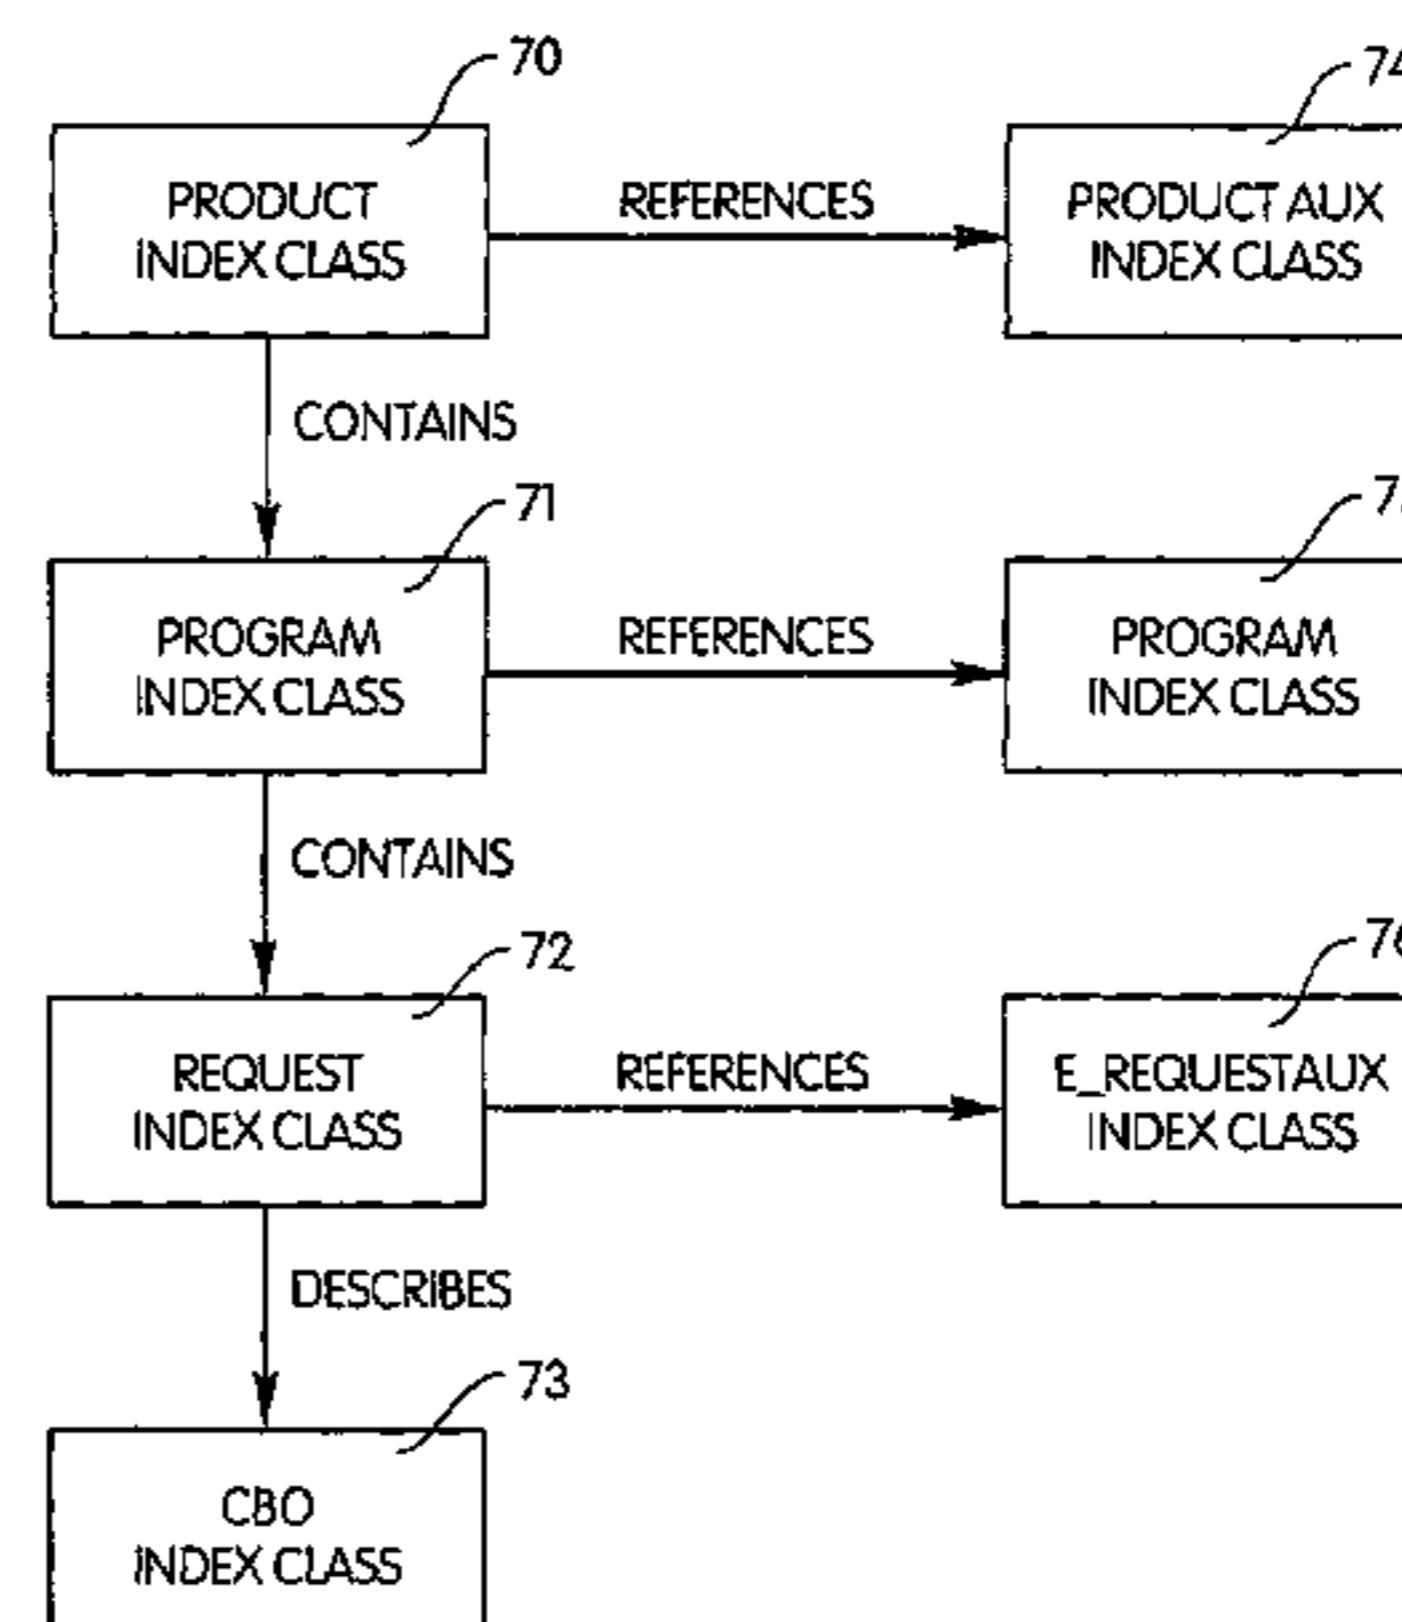 70
PRODUCT
INDEX CLASS
REFERENCES
PRODUCT AUX
INDEX CLASS
CONTAINS
71
PROGRAM
INDEX CLASS
REFERENCES
PROGRAM
INDEX CLASS
CONTAINS
72
REQUEST
INDEX CLASS
REFERENCES
E_REQUESTAUX
INDEX CLASS
DESCRIBES
73
CBO
INDEX CLASS